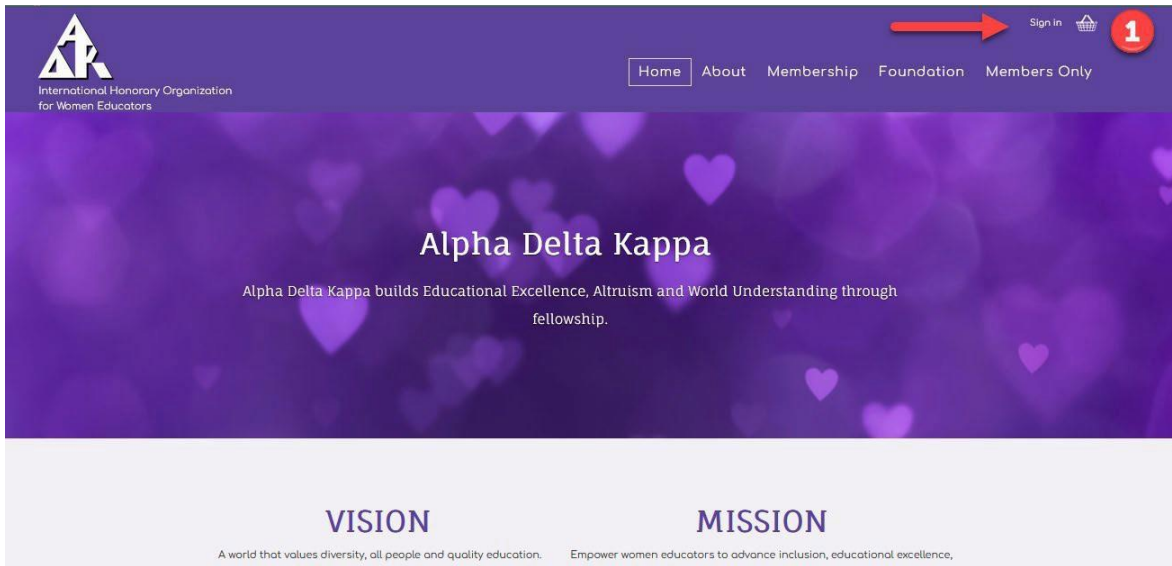 Sign in
1
AΔK
International Honorary Organization
for Women Educators
Home About Membership Foundation Members Only
Alpha Delta Kappa
Alpha Delta Kappa builds Educational Excellence, Altruism and World Understanding through
fellowship.
VISION
A world that values diversity, all people and quality education.
MISSION
Empower women educators to advance inclusion, educational excellence,